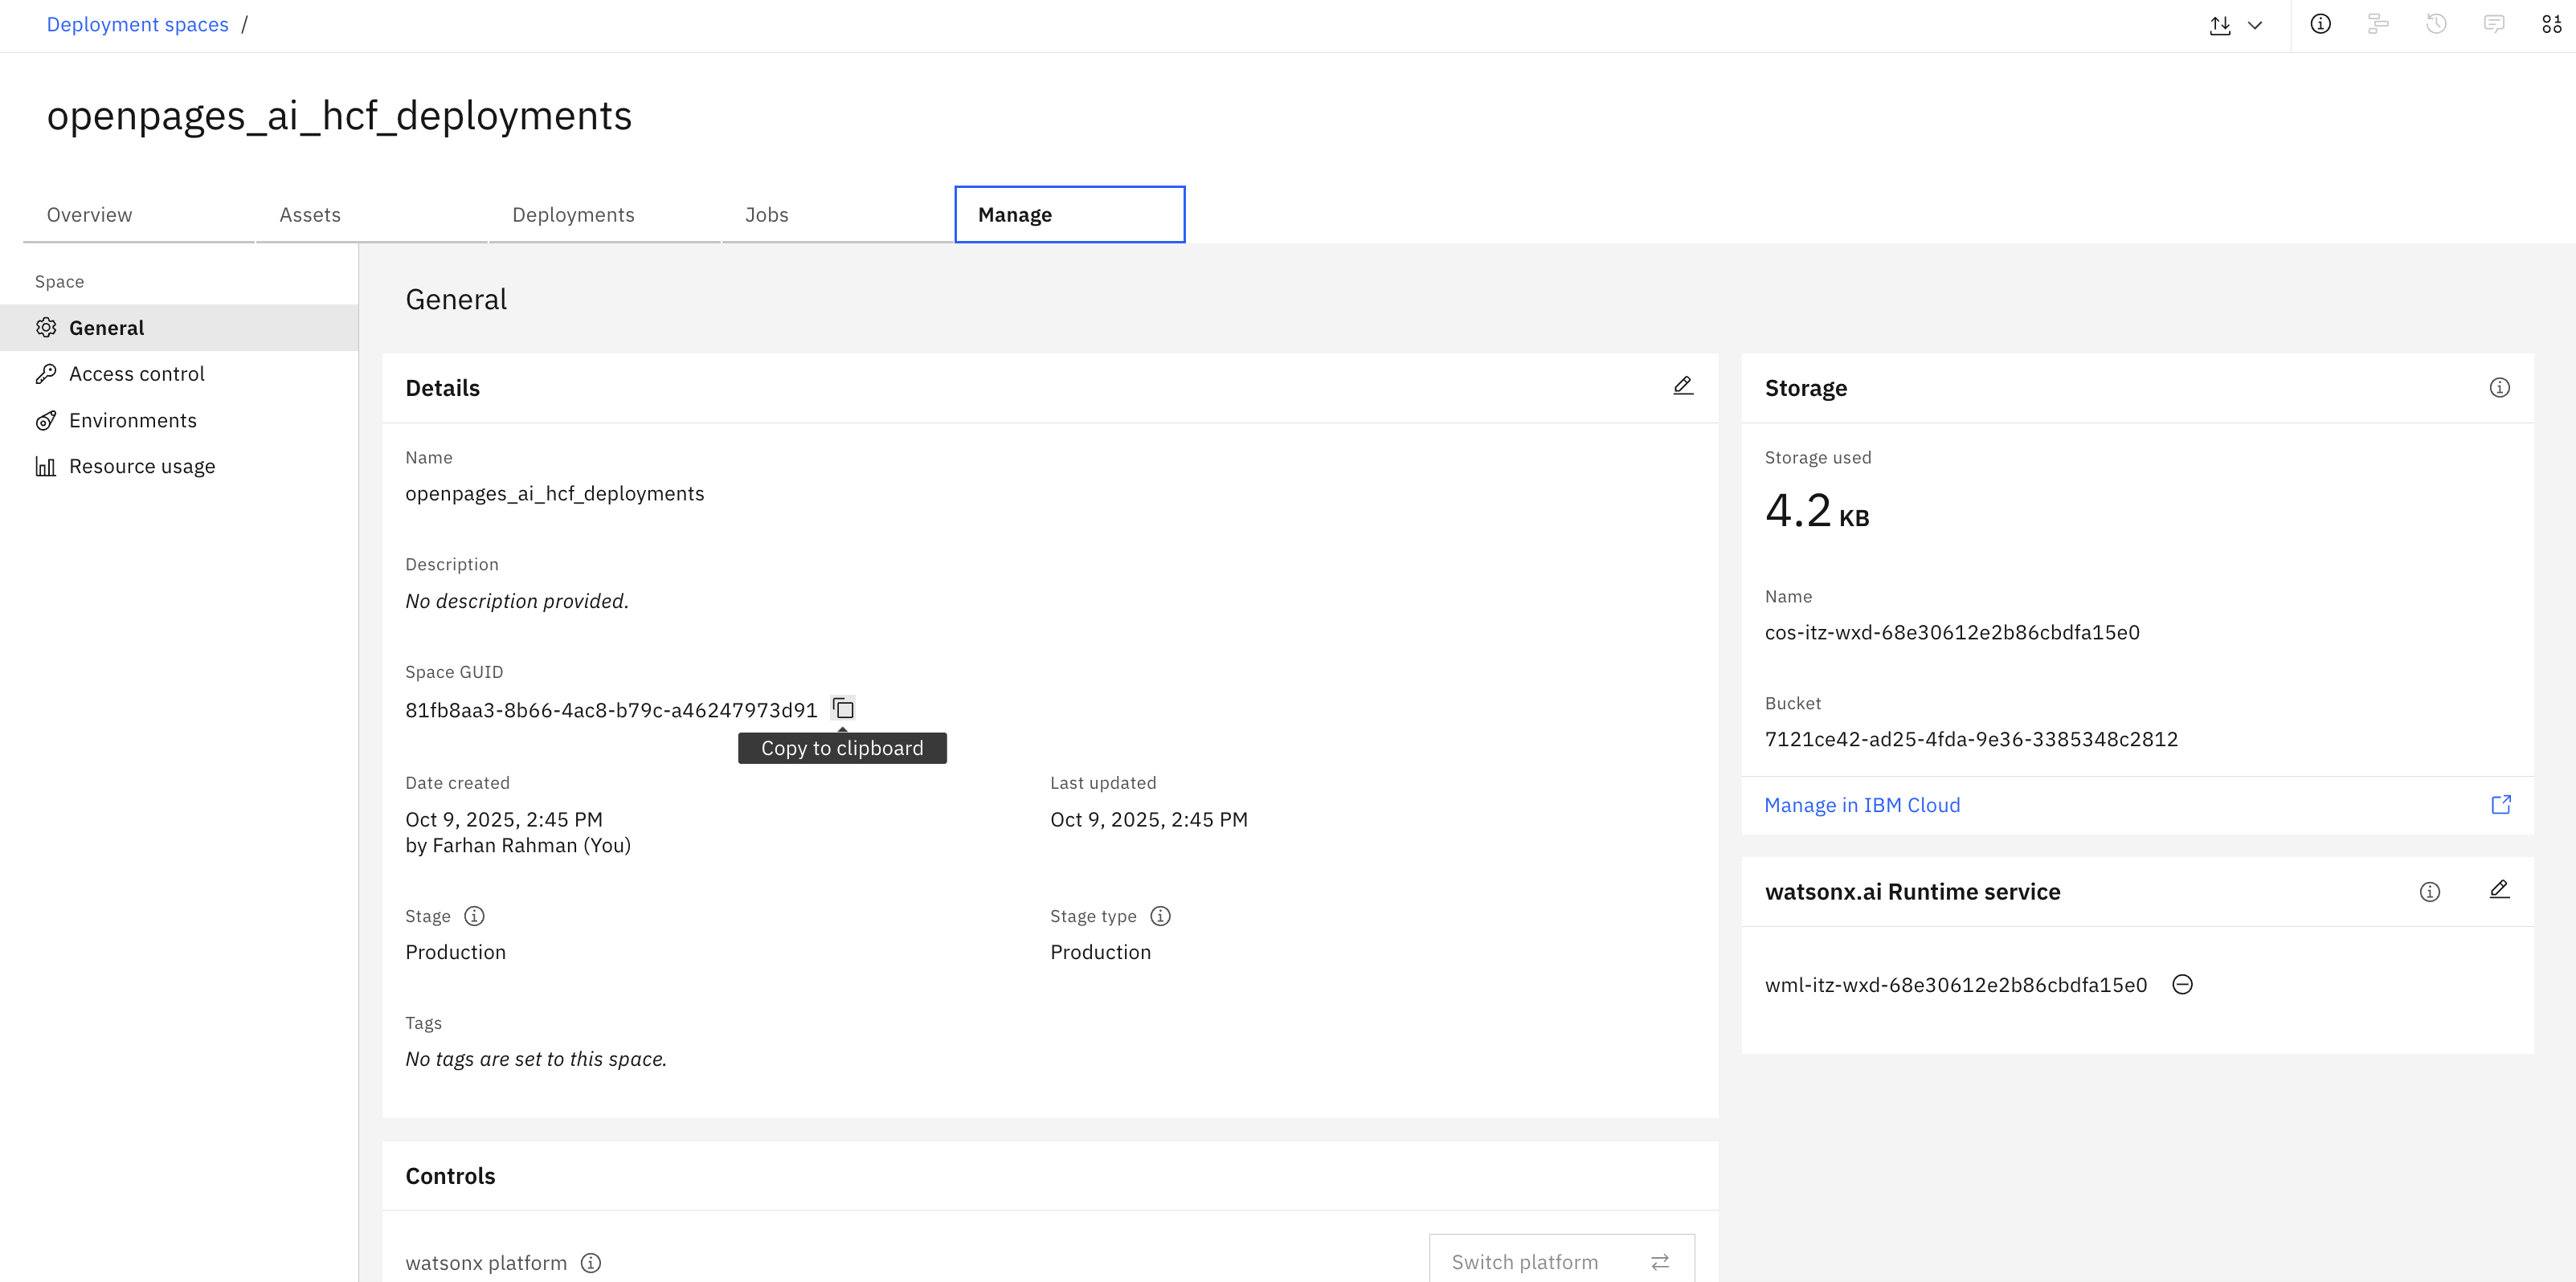 Deployment spaces /
openpages_ai_hcf_deployments
Overview
Assets
Deployments
Jobs
Manage
Space
General
Access control
Environments
Resource usage
General
Details
Name
openpages_ai_hcf_deployments
Description
No description provided.
Space GUID
81fb8aa3-8b66-4ac8-b79c-a46247973d91
Copy to clipboard
Date created
Oct 9, 2025, 2:45 PM
by Farhan Rahman (You)
Last updated
Oct 9, 2025, 2:45 PM
Stage
Production
Stage type
Production
Tags
No tags are set to this space.
Controls
watsonx platform
Switch platform
Storage
Storage used
4.2 KB
Name
cos-itz-wxd-68e30612e2b86cbdfa15e0
Bucket
7121ce42-ad25-4fda-9e36-3385348c2812
Manage in IBM Cloud
watsonx.ai Runtime service
wml-itz-wxd-68e30612e2b86cbdfa15e0